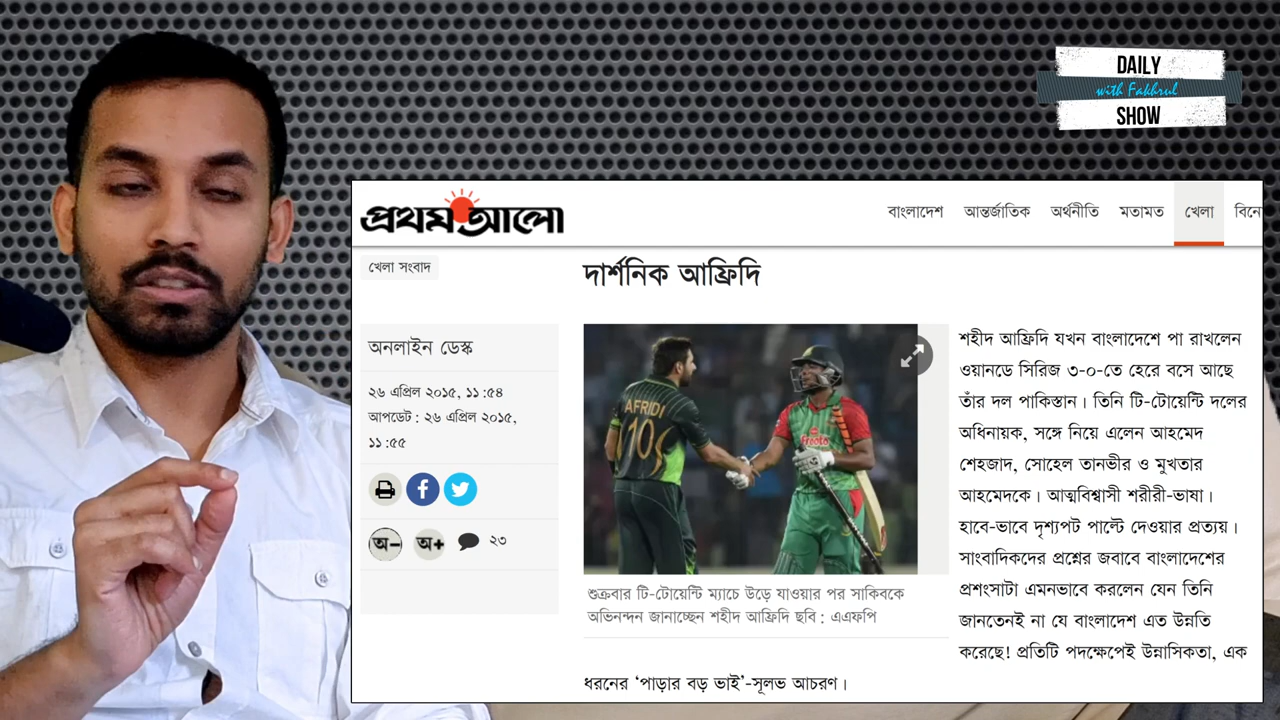 DAILY
with Fakhrul
SHOW
প্রথম আলো
বাংলাদেশ আন্তর্জাতিক অর্থনীতি মতামত খেলা বিনে
খেলা সংবাদ
দার্শনিক আফ্রিদি
অনলাইন ডেস্ক
২৬ এপ্রিল ২০১৫, ১১:৫৪
আপডেট: ২৬ এপ্রিল ২০১৫,
১১:৫৫
অ- অ+ ২৩
AFRIDI
10
শুক্রবার টি-টোয়েন্টি ম্যাচে উড়ে যাওয়ার পর সাকিবকে
অভিনন্দন জানাচ্ছেন শহীদ আফ্রিদি ছবি: এএফপি
শহীদ আফ্রিদি যখন বাংলাদেশে পা রাখলেন
ওয়ানডে সিরিজ ৩-০-তে হেরে বসে আছে
তাঁর দল পাকিস্তান। তিনি টি-টোয়েন্টি দলের
অধিনায়ক, সঙ্গে নিয়ে এলেন আহমেদ
শেহজাদ, সোহেল তানভীর ও মুখতার
আহমেদকে। আত্মবিশ্বাসী শরীরী-ভাষা।
হাবে-ভাবে দৃশ্যপট পাল্টে দেওয়ার প্রত্যয়।
সাংবাদিকদের প্রশ্নের জবাবে বাংলাদেশের
প্রশংসাটা এমনভাবে করলেন যেন তিনি
জানতেনই না যে বাংলাদেশ এত উন্নতি
করেছে! প্রতিটি পদক্ষেপেই উন্নাসিকতা, এক
ধরনের ‘পাড়ার বড় ভাই’-সূলভ আচরণ।